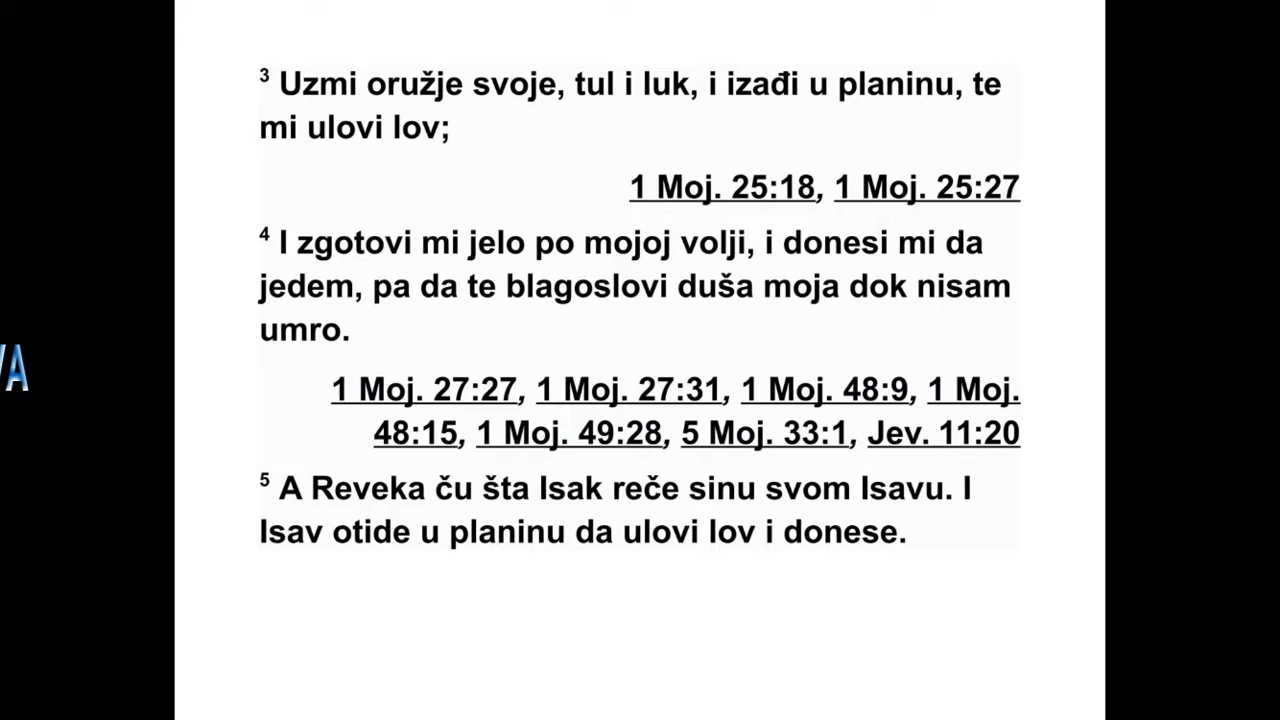 ³ Uzmi oružje svoje, tul i luk, i izađi u planinu, te
mi ulovi lov;
1 Moj. 25:18, 1 Moj. 25:27
⁴ I zgotovi mi jelo po mojoj volji, i donesi mi da
jedem, pa da te blagoslovi duša moja dok nisam
umro.
1 Moj. 27:27, 1 Moj. 27:31, 1 Moj. 48:9, 1 Moj.
48:15, 1 Moj. 49:28, 5 Moj. 33:1, Jev. 11:20
VA
⁵ A Reveka ču šta Isak reče sinu svom Isavu. I
Isav otide u planinu da ulovi lov i donese.